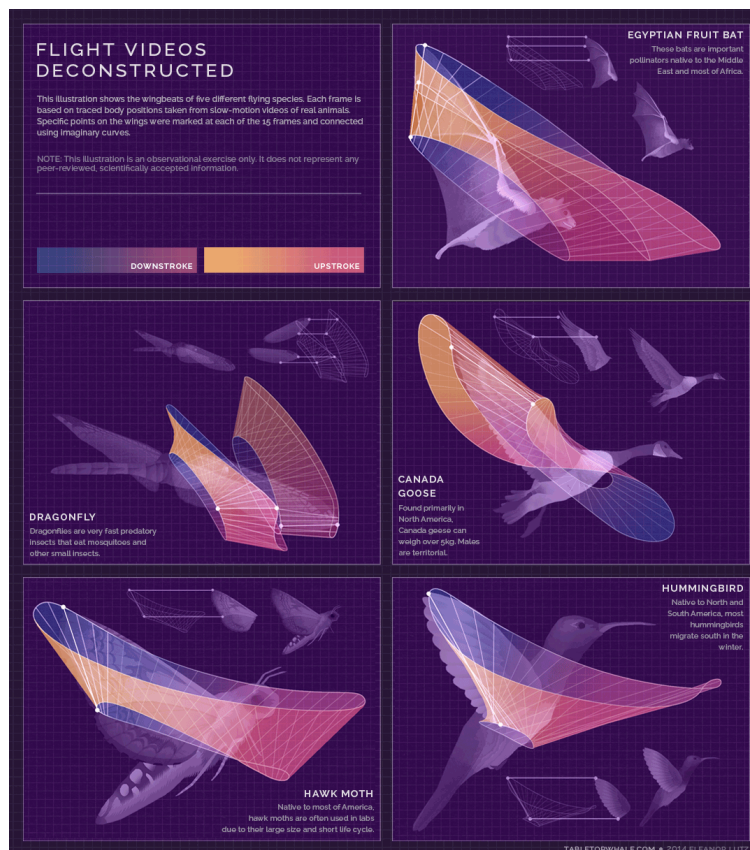 FLIGHT VIDEOS
DECONSTRUCTED
This illustration shows the wingbeats of five different flying species. Each frame is
based on traced body positions taken from slow-motion videos of real animals.
Specific points on the wings were marked at each of the 15 frames and connected
using imaginary curves.
NOTE: This illustration is an observational exercise only. It does not represent any
peer-reviewed, scientifically accepted information.
DOWNSTROKE
UPSTROKE
EGYPTIAN FRUIT BAT
These bats are important
pollinators native to the Middle
East and most of Africa.
DRAGONFLY
Dragonflies are very fast predatory
insects that eat mosquitoes and
other small insects.
CANADA
GOOSE
Found primarily in
North America,
Canada geese can
weigh over 5kg. Males
are territorial.
HAWK MOTH
Native to most of America,
hawk moths are often used in labs
due to their large size and short life cycle.
HUMMINGBIRD
Native to North and
South America, most
hummingbirds
migrate south in the
winter.
TABLETOPWHALE.COM • 2014 ELEANOR LUTZ